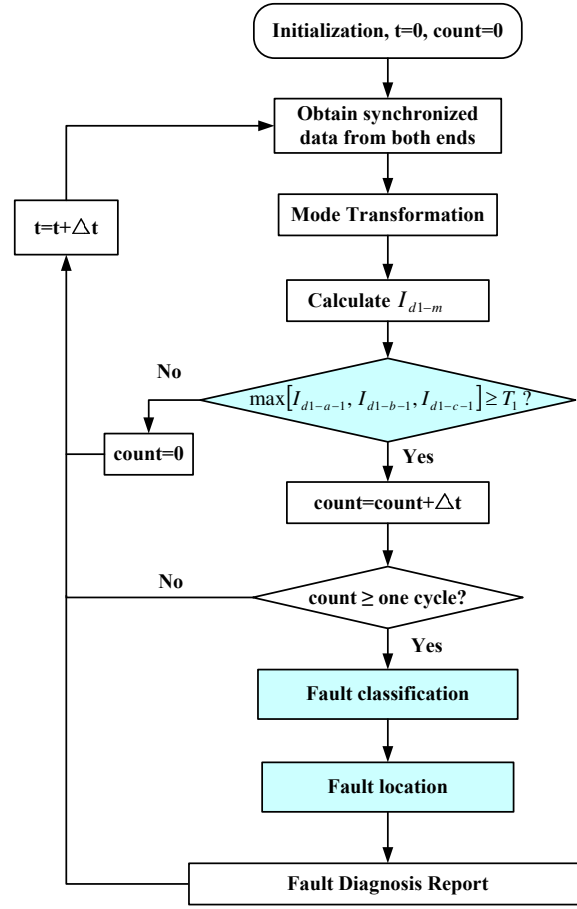 Initialization, t=0, count=0
Obtain synchronized
data from both ends
Mode Transformation
t=t+△t
Calculate I_{d1-m}
No
max[I_{d1-a-1}, I_{d1-b-1}, I_{d1-c-1}] ≥ T_1 ?
count=0
Yes
count=count+△t
No
count ≥ one cycle?
Yes
Fault classification
Fault location
Fault Diagnosis Report